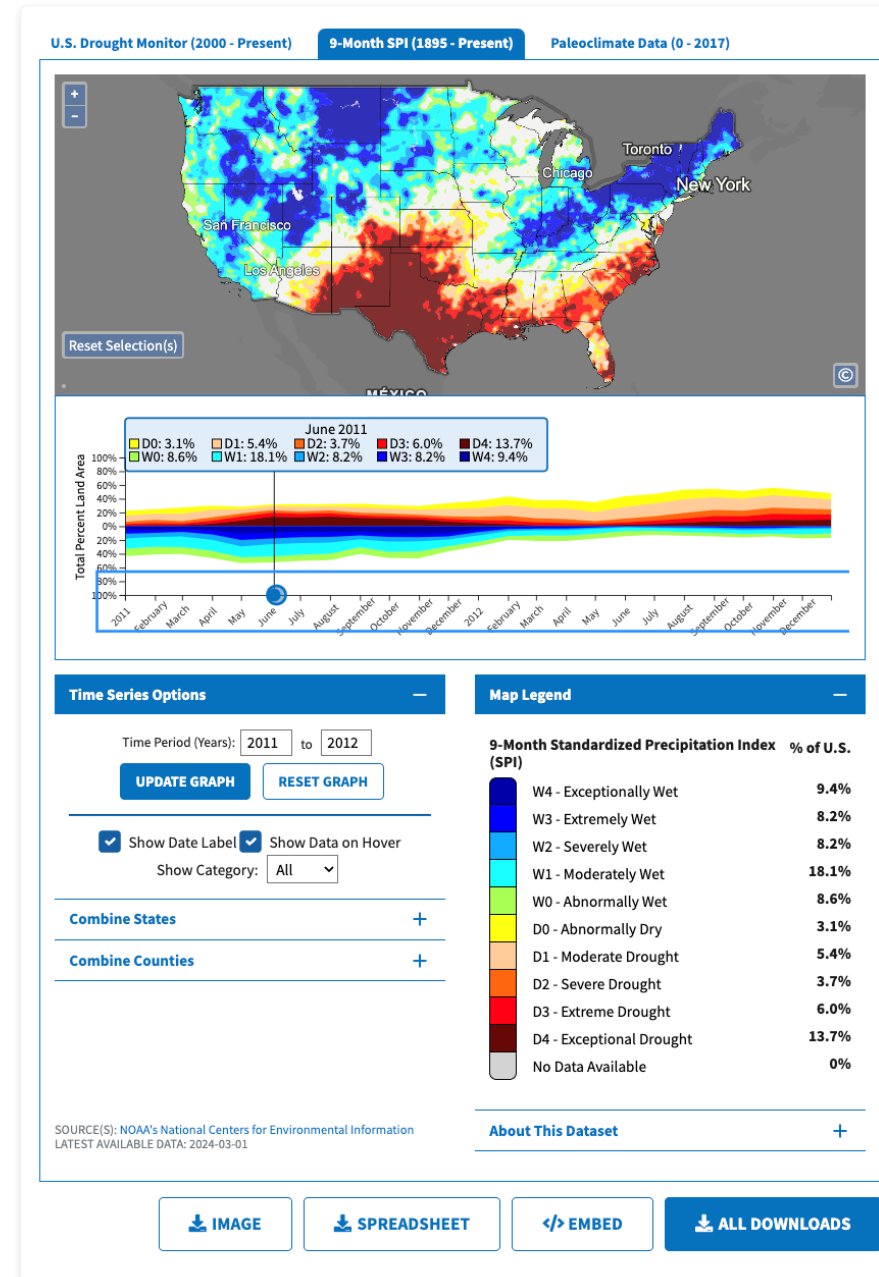 U.S. Drought Monitor (2000 - Present)
9-Month SPI (1895 - Present)
Paleoclimate Data (0 - 2017)
+
-
Toronto
Chicago
New York
San Francisco
Los Angeles
Reset Selection(s)
©
MÉXICO
June 2011
D0: 3.1% D1: 5.4% D2: 3.7% D3: 6.0% D4: 13.7%
W0: 8.6% W1: 18.1% W2: 8.2% W3: 8.2% W4: 9.4%
Total Percent Land Area
100%
80%
60%
40%
20%
0%
20%
40%
60%
80%
100%
2011 February March April May June July August September October November December 2012 February March April May June July August September October November December
Time Series Options
Time Period (Years): 2011 to 2012
UPDATE GRAPH RESET GRAPH
Show Date Label Show Data on Hover
Show Category: All
Combine States +
Combine Counties +
SOURCE(S): NOAA's National Centers for Environmental Information
LATEST AVAILABLE DATA: 2024-03-01
Map Legend
9-Month Standardized Precipitation Index % of U.S.
(SPI)
W4 - Exceptionally Wet 9.4%
W3 - Extremely Wet 8.2%
W2 - Severely Wet 8.2%
W1 - Moderately Wet 18.1%
W0 - Abnormally Wet 8.6%
D0 - Abnormally Dry 3.1%
D1 - Moderate Drought 5.4%
D2 - Severe Drought 3.7%
D3 - Extreme Drought 6.0%
D4 - Exceptional Drought 13.7%
No Data Available 0%
About This Dataset +
IMAGE
SPREADSHEET
</> EMBED
ALL DOWNLOADS